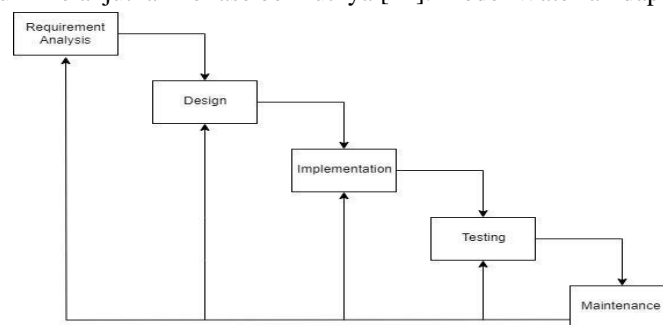 Requirement
Analysis
Design
Implementation
Testing
Maintenance